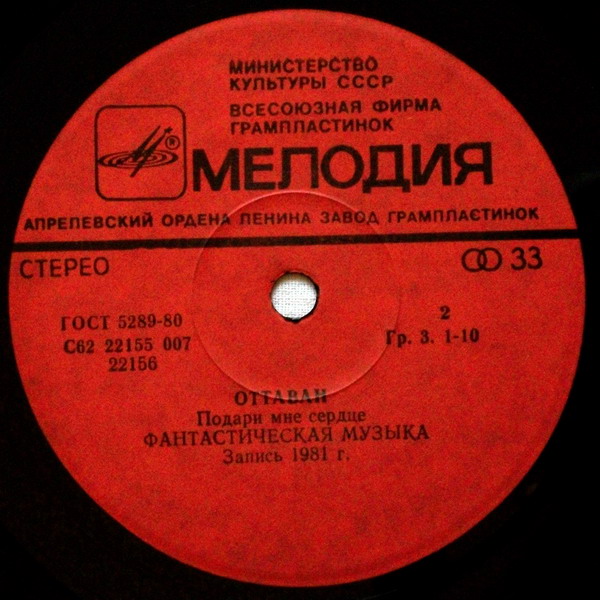 МИНИСТЕРСТВО
КУЛЬТУРЫ СССР
ВСЕСОЮЗНАЯ ФИРМА
ГРАМПЛАСТИНОК
®
МЕЛОДИЯ
АПРЕЛЕВСКИЙ ОРДЕНА ЛЕНИНА ЗАВОД ГРАМПЛАСТИНОК
СТЕРЕО
33
ГОСТ 5289-80
С62 22155 007
22156
2
Гр. 3. 1-10
ОТТАВАН
Подари мне сердце
ФАНТАСТИЧЕСКАЯ МУЗЫКА
Запись 1981 г.